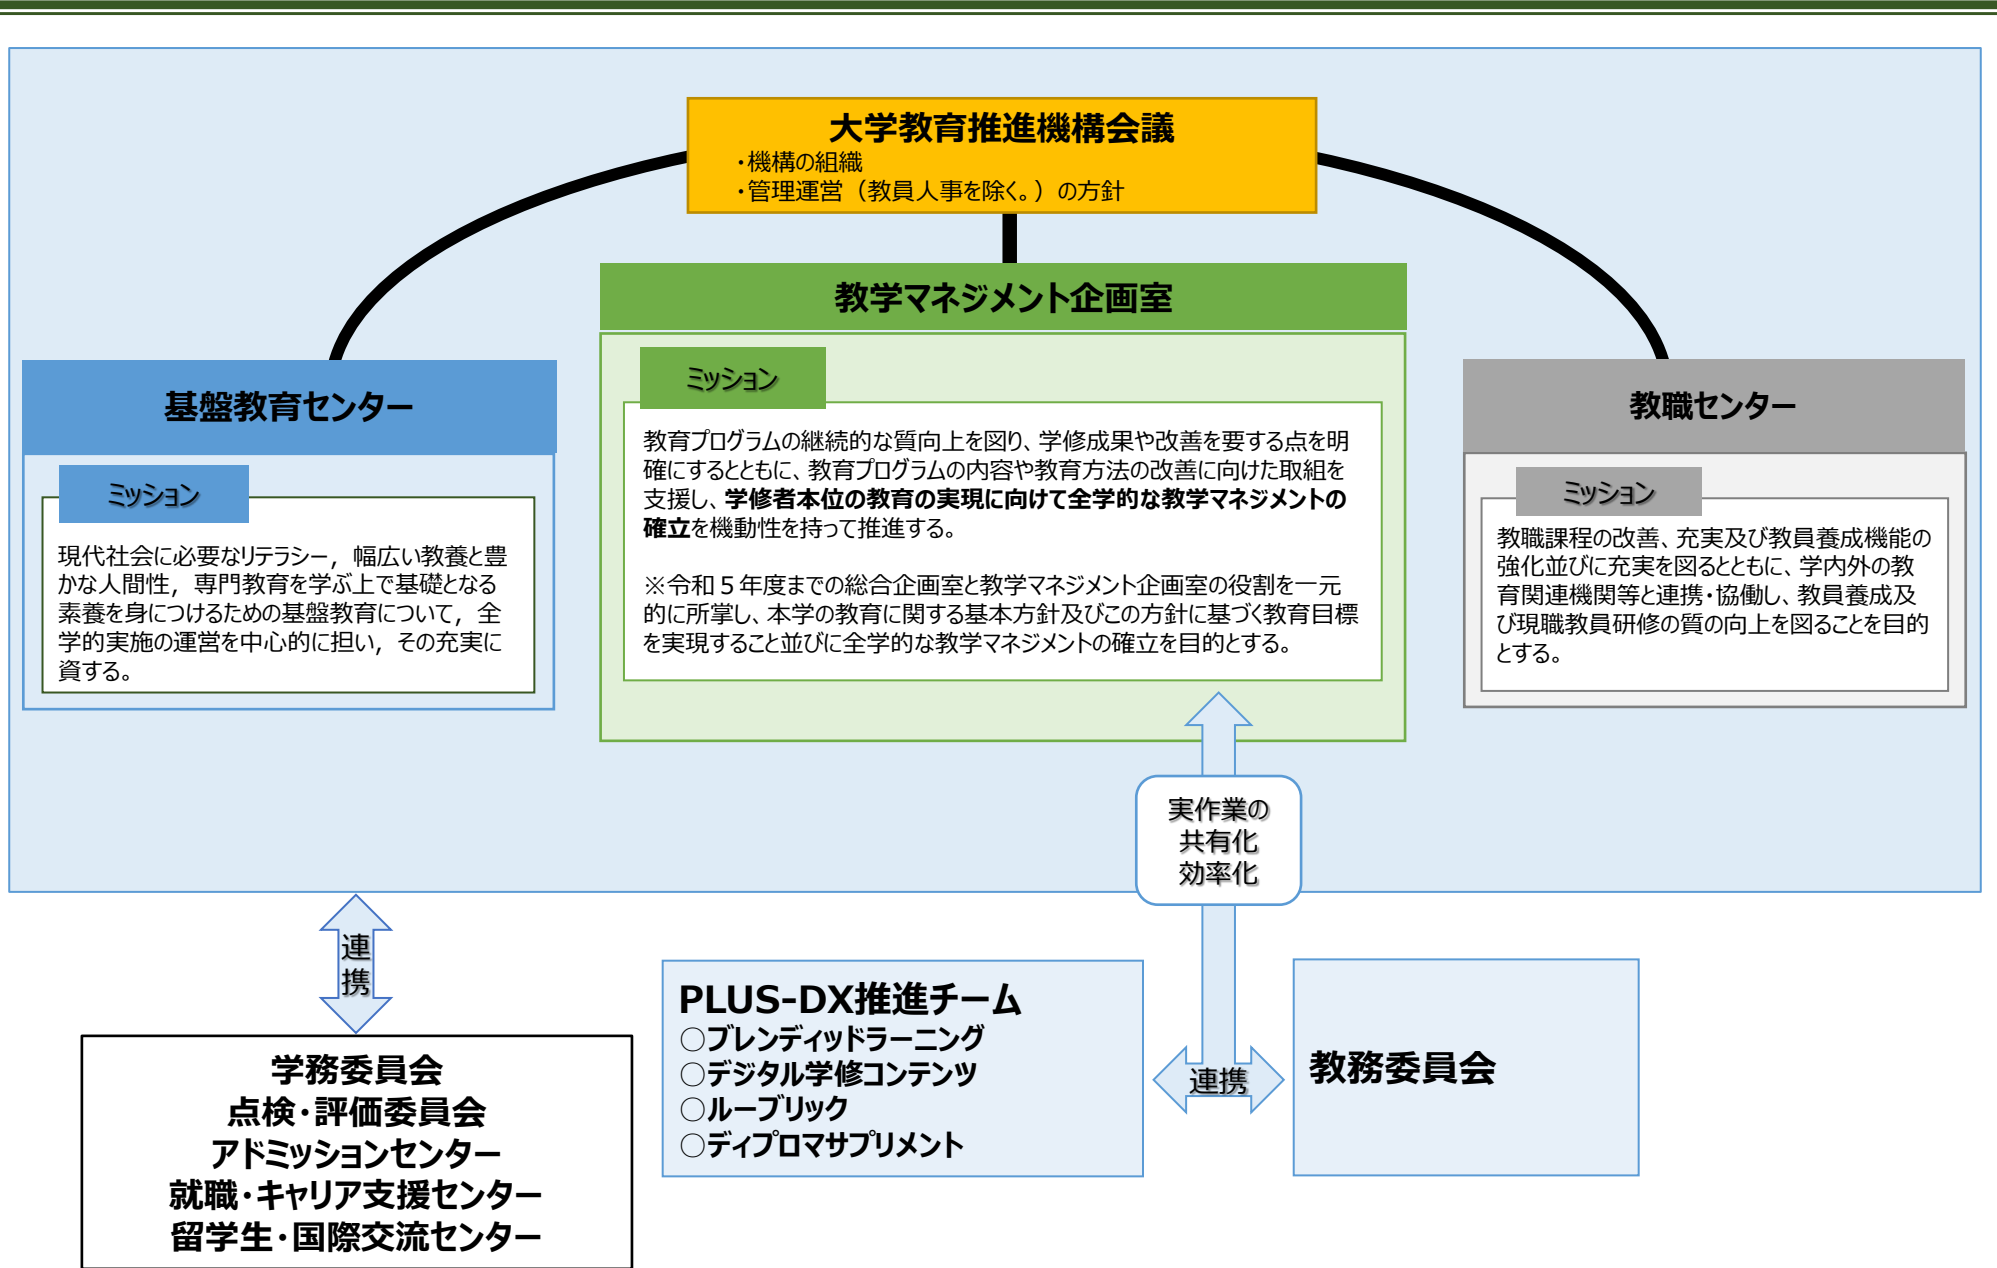 大学教育推進機構会議
・機構の組織
・管理運営（教員人事を除く。）の方針
教学マネジメント企画室
ミッション
教育プログラムの継続的な質向上を図り、学修成果や改善を要する点を明
確にするとともに、教育プログラムの内容や教育方法の改善に向けた取組を
支援し、学修者本位の教育の実現に向けて全学的な教学マネジメントの
確立を機動性を持って推進する。
※令和５年度までの総合企画室と教学マネジメント企画室の役割を一元
的に所掌し、本学の教育に関する基本方針及びこの方針に基づく教育目標
を実現すること並びに全学的な教学マネジメントの確立を目的とする。
基盤教育センター
ミッション
現代社会に必要なリテラシー，幅広い教養と豊
かな人間性，専門教育を学ぶ上で基礎となる
素養を身につけるための基盤教育について，全
学的実施の運営を中心的に担い，その充実に
資する。
教職センター
ミッション
教職課程の改善、充実及び教員養成機能の
強化並びに充実を図るとともに、学内外の教
育関連機関等と連携・協働し、教員養成及
び現職教員研修の質の向上を図ることを目的
とする。
実作業の
共有化
効率化
連
携
学務委員会
点検・評価委員会
アドミッションセンター
就職・キャリア支援センター
留学生・国際交流センター
PLUS-DX推進チーム
○ブレンディッドラーニング
○デジタル学修コンテンツ
○ルーブリック
○ディプロマサプリメント
連携
教務委員会